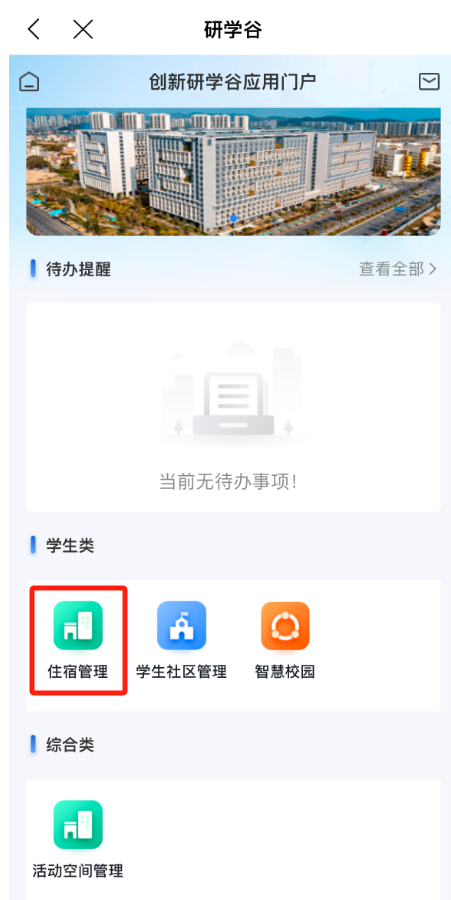 研学谷
创新研学谷应用门户
待办提醒
查看全部
当前无待办事项!
学生类
住宿管理
学生社区管理
智慧校园
综合类
活动空间管理